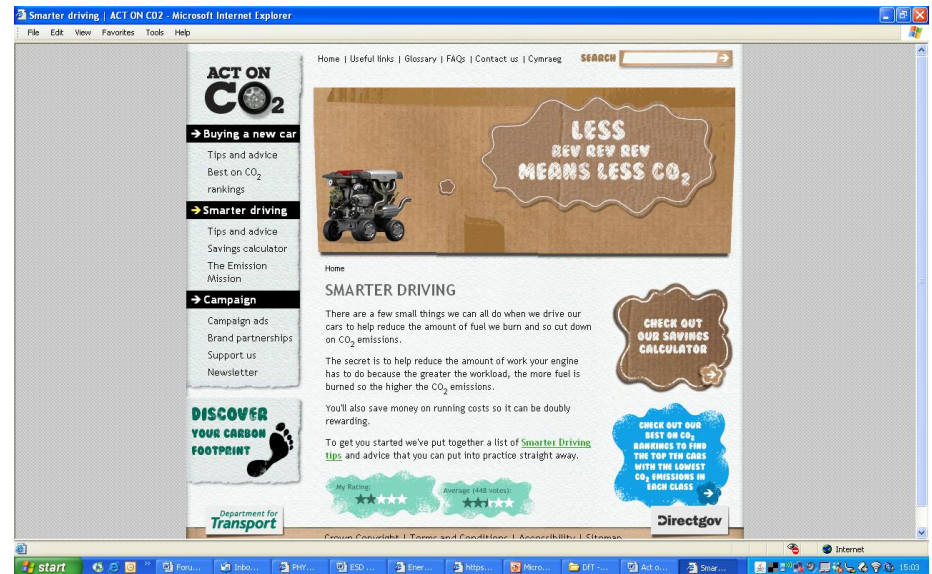 Smarter driving | ACT ON CO2 - Microsoft Internet Explorer
File Edit View Favorites Tools Help
Home | Useful links | Glossary | FAQs | Contact us | Cymraeg
SEARCH
ACT ON
CO2
Buying a new car
Tips and advice
Best on CO2
rankings
Smarter driving
Tips and advice
Savings calculator
The Emission
Mission
Campaign
Campaign ads
Brand partnerships
Support us
Newsletter
DISCOVER
YOUR CARBON
FOOTPRINT
Department for
Transport
LESS
REV REV REV
MEANS LESS CO2
Home
SMARTER DRIVING
There are a few small things we can all do when we drive our
cars to help reduce the amount of fuel we burn and so cut down
on CO2 emissions.
The secret is to help reduce the amount of work your engine
has to do because the greater the workload, the more fuel is
burned so the higher the CO2 emissions.
You'll also save money on running costs so it can be doubly
rewarding.
To get you started we've put together a list of Smarter Driving
tips and advice that you can put into practice straight away.
My Rating:
Average (448 votes):
CHECK OUT
OUR SAVINGS
CALCULATOR
CHECK OUT OUR
BEST ON CO2
RANKINGS TO FIND
THE TOP TEN CARS
WITH THE LOWEST
CO2 EMISSIONS IN
EACH CLASS
Directgov
Crown Copyright | Terms and Conditions | Accessibility | Sitemap
Internet
start
Foru...
Inbo...
PHY...
ESD ...
Ener...
https...
Micro...
DfT - ...
Act o...
Smar...
15:03